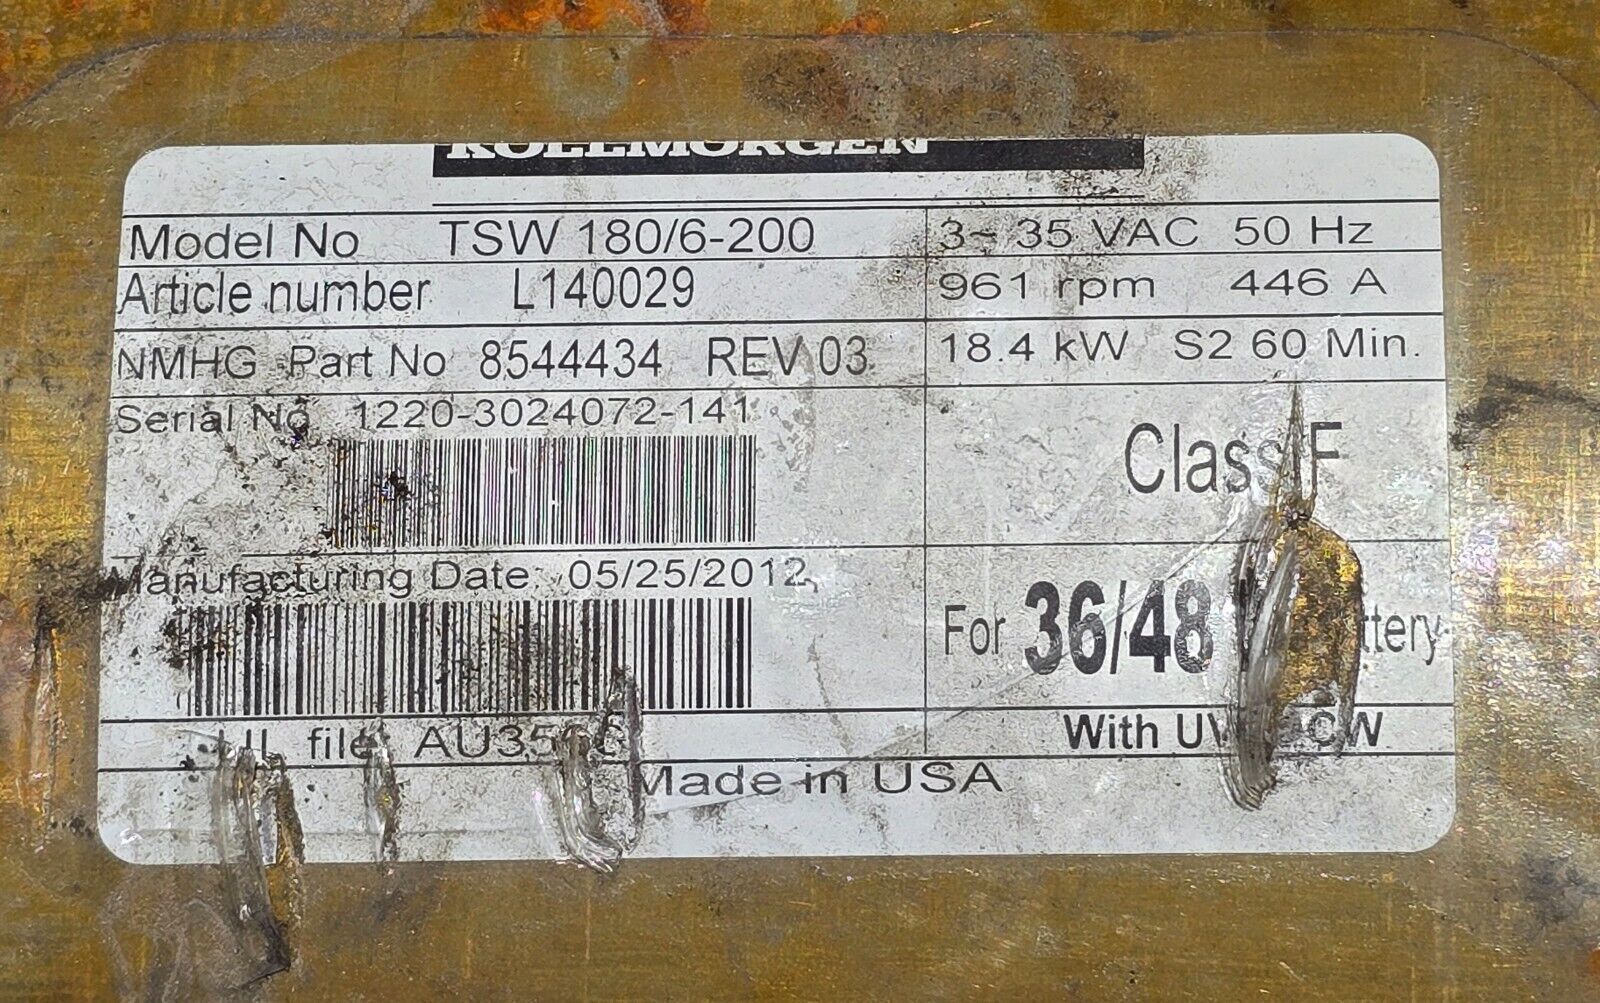 KOLLMORGEN
Model No TSW 180/6-200
3~ 35 VAC 50 Hz
Article number L140029
961 rpm 446 A
NMHG Part No 8544434 REV 03
18.4 kW S2 60 Min.
Serial No 1220-3024072-141
Class F
Manufacturing Date: 05/25/2012
For 36/48
UL file
With
Made in USA